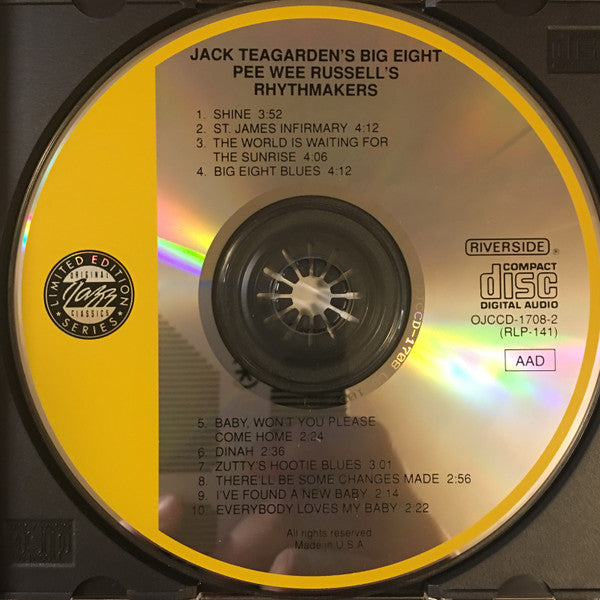 JACK TEAGARDEN'S BIG EIGHT
PEE WEE RUSSELL'S
RHYTHMAKERS
1. SHINE 3:52
2. ST. JAMES INFIRMARY 4:12
3. THE WORLD IS WAITING FOR
THE SUNRISE 4:06
4. BIG EIGHT BLUES 4:12
LIMITED EDITION
ORIGINAL
Jazz
CLASSICS
SERIES
RIVERSIDE
COMPACT
disc
DIGITAL AUDIO
OJCCD-1708-2
(RLP-141)
AAD
CCD-1708
5. BABY, WON'T YOU PLEASE
COME HOME 2:24
6. DINAH 2:36
7. ZUTTY'S HOOTIE BLUES 3:01
8. THERE'LL BE SOME CHANGES MADE 2:56
9. I'VE FOUND A NEW BABY 2:14
10. EVERYBODY LOVES MY BABY 2:22
All rights reserved
Made in U.S.A.